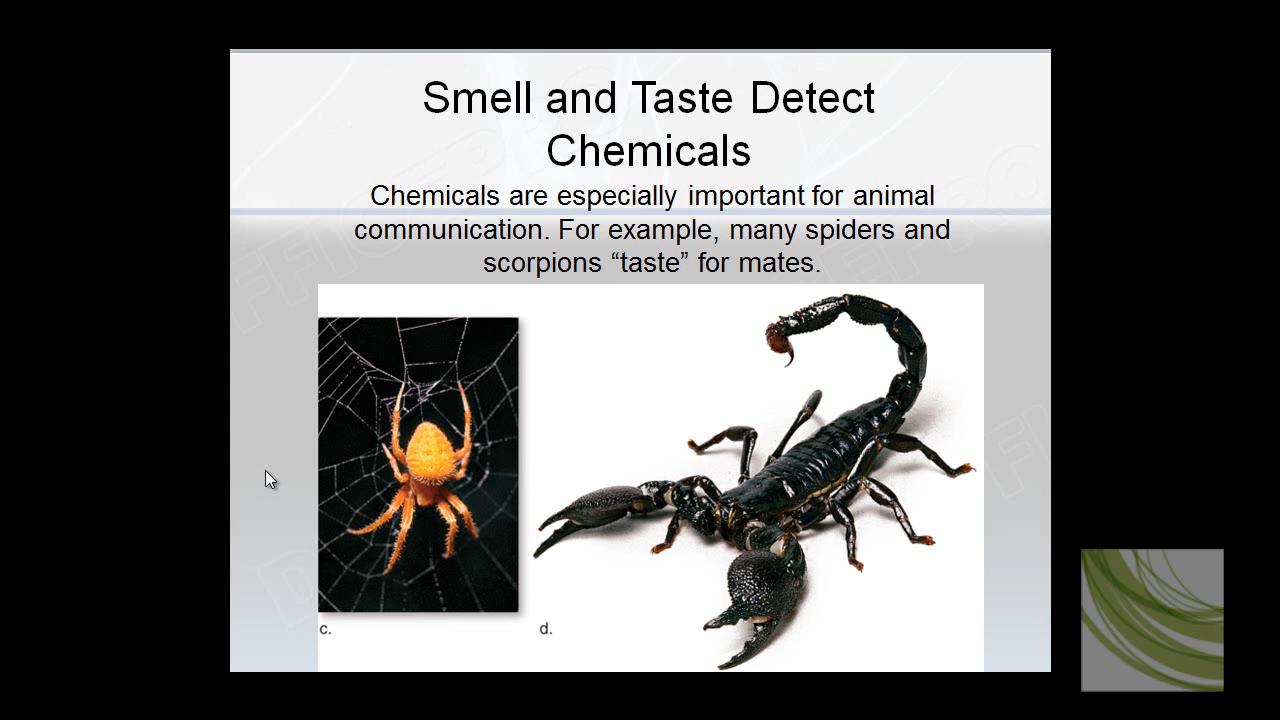 Smell and Taste Detect
Chemicals
Chemicals are especially important for animal
communication. For example, many spiders and
scorpions “taste” for mates.
c.
d.